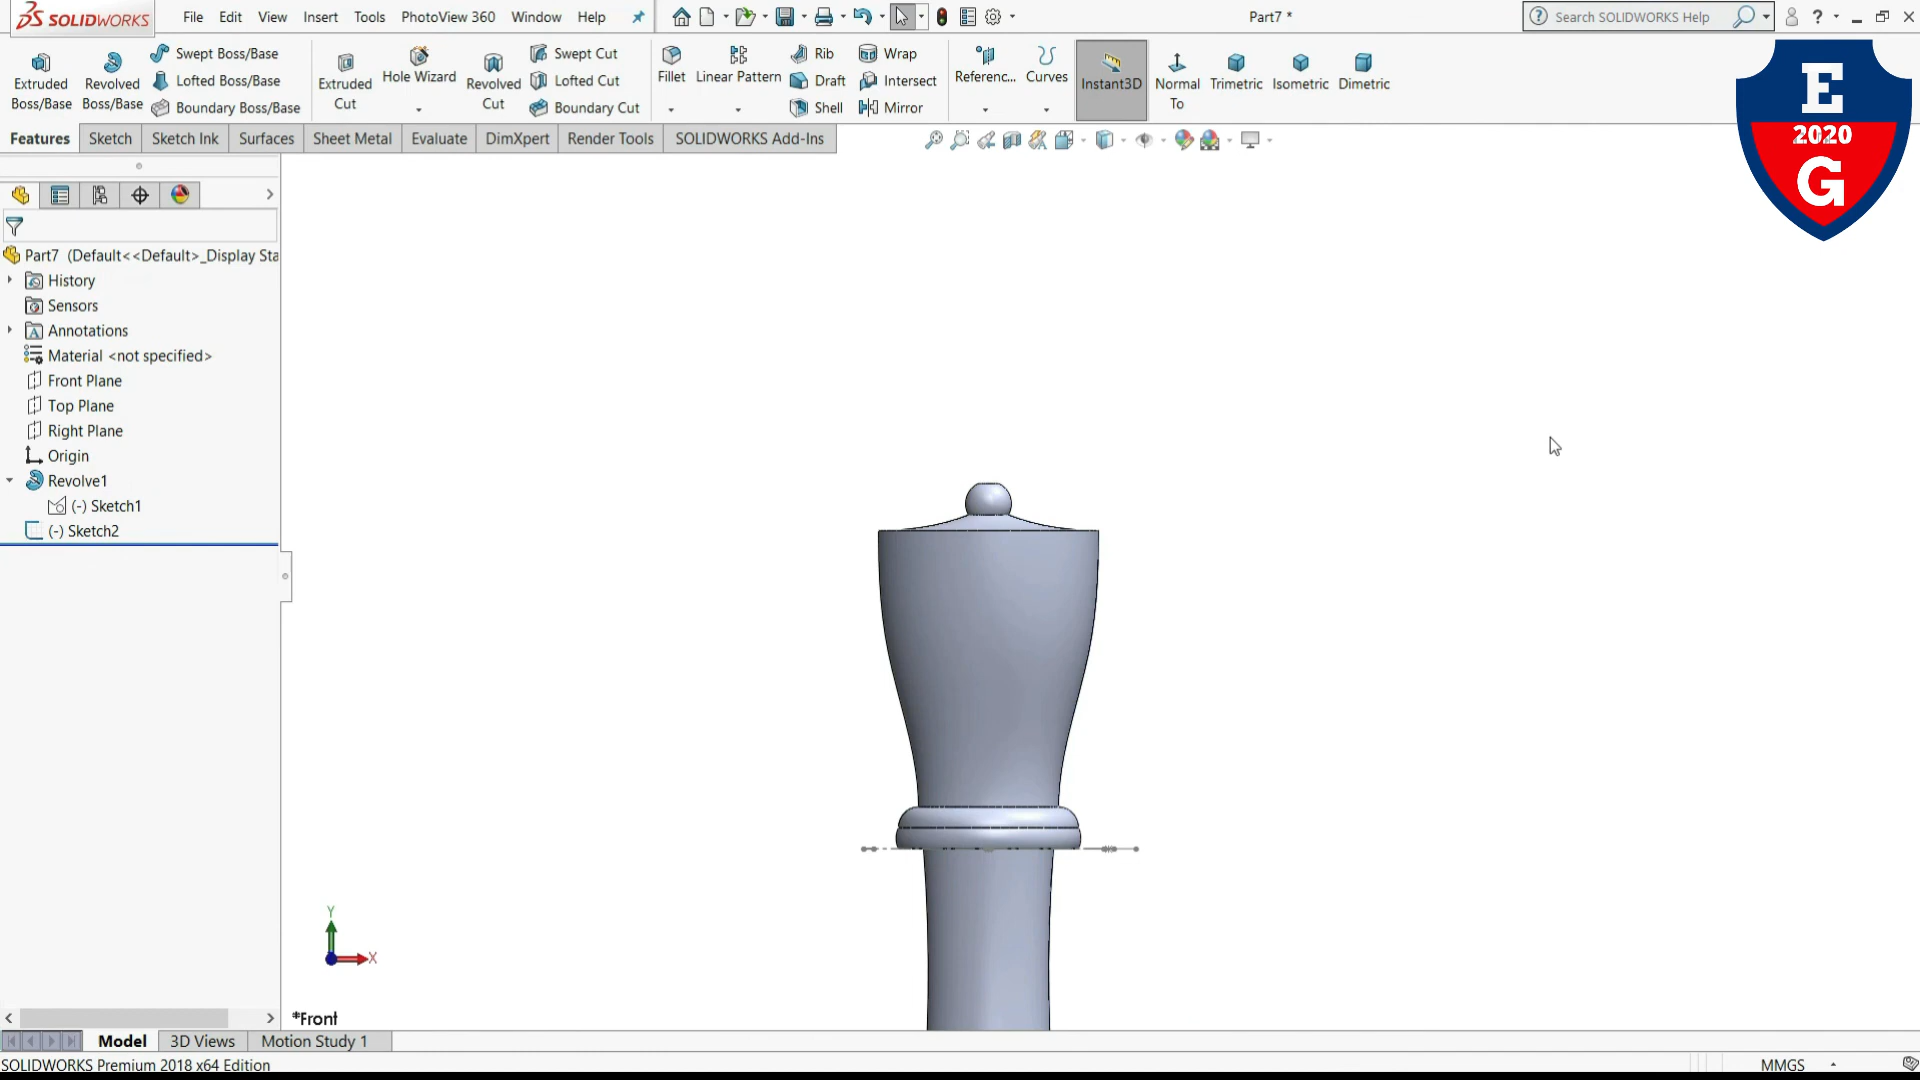 SOLIDWORKS File Edit View Insert Tools PhotoView 360 Window Help Part7 * Search SOLIDWORKS Help ?
Extruded Boss/Base
Revolved Boss/Base
Swept Boss/Base
Lofted Boss/Base
Boundary Boss/Base
Extruded Cut
Hole Wizard
Revolved Cut
Swept Cut
Lofted Cut
Boundary Cut
Fillet
Linear Pattern
Rib
Draft
Shell
Wrap
Intersect
Mirror
Referenc...
Curves
Instant3D
Normal To
Trimetric
Isometric
Dimetric
E
2020
G
Features Sketch Sketch Ink Surfaces Sheet Metal Evaluate DimXpert Render Tools SOLIDWORKS Add-Ins
Part7 (Default<<Default>_Display Sta
History
Sensors
Annotations
Material <not specified>
Front Plane
Top Plane
Right Plane
Origin
Revolve1
(-) Sketch1
(-) Sketch2
Y
X
*Front
Model 3D Views Motion Study 1
SOLIDWORKS Premium 2018 x64 Edition MMGS